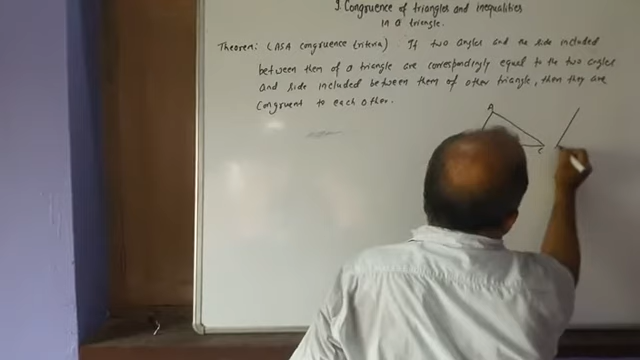 9. Congruence of triangles and inequalities
in a triangle.
Theorem: (ASA congruence criteria) If two angles and the side included
between them of a triangle are correspondingly equal to the two angles
and side included between them of other triangle, then they are
congruent to each other.
A
C